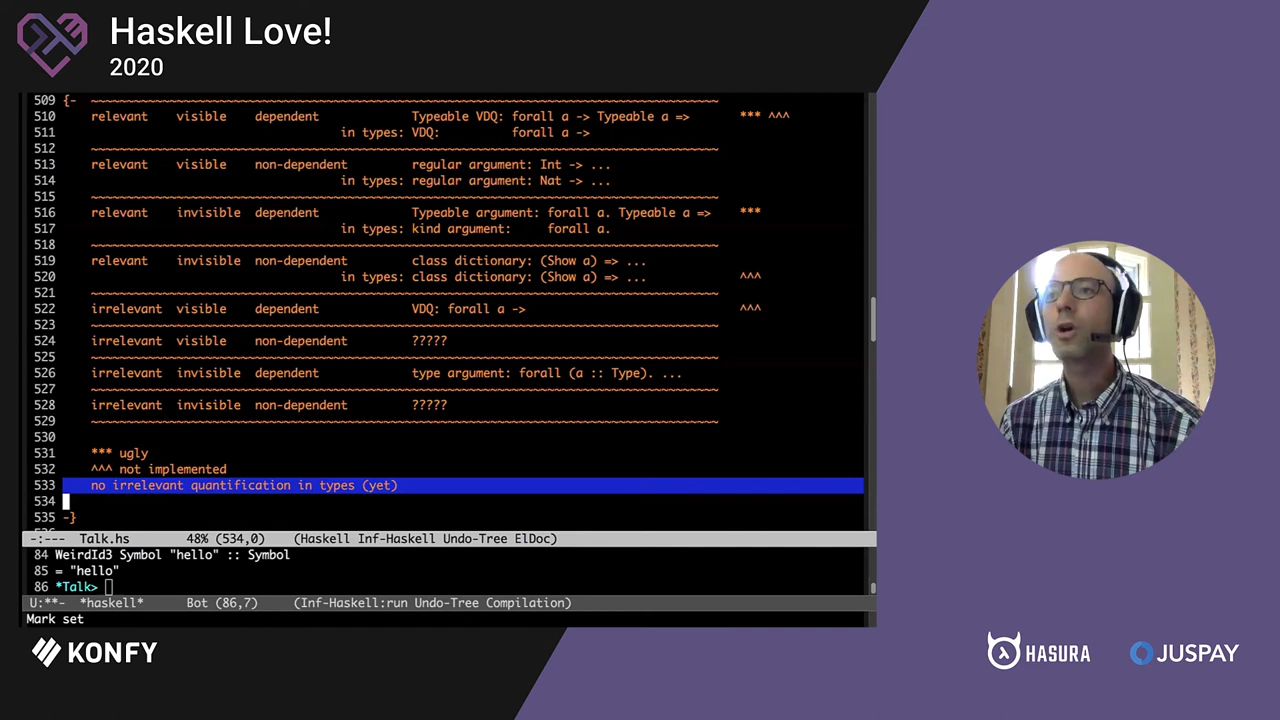 Haskell Love!
2020
509 {- ~~~~~~~~~~~~~~~~~~~~~~~~~~~~~~~~~~~~~~~~~~~~~~~~~~~~~~~~~~~~~~~~~~~~~~~~~~~~~~~~~~~~~~~~
510 relevant visible dependent Typeable VDQ: forall a -> Typeable a => *** ^^^
511 in types: VDQ: forall a ->
512 ~~~~~~~~~~~~~~~~~~~~~~~~~~~~~~~~~~~~~~~~~~~~~~~~~~~~~~~~~~~~~~~~~~~~~~~~~~~~~~~~~~~~~~~~
513 relevant visible non-dependent regular argument: Int -> ...
514 in types: regular argument: Nat -> ...
515 ~~~~~~~~~~~~~~~~~~~~~~~~~~~~~~~~~~~~~~~~~~~~~~~~~~~~~~~~~~~~~~~~~~~~~~~~~~~~~~~~~~~~~~~~
516 relevant invisible dependent Typeable argument: forall a. Typeable a => ***
517 in types: kind argument: forall a.
518 ~~~~~~~~~~~~~~~~~~~~~~~~~~~~~~~~~~~~~~~~~~~~~~~~~~~~~~~~~~~~~~~~~~~~~~~~~~~~~~~~~~~~~~~~
519 relevant invisible non-dependent class dictionary: (Show a) => ...
520 in types: class dictionary: (Show a) => ... ^^^
521 ~~~~~~~~~~~~~~~~~~~~~~~~~~~~~~~~~~~~~~~~~~~~~~~~~~~~~~~~~~~~~~~~~~~~~~~~~~~~~~~~~~~~~~~~
522 irrelevant visible dependent VDQ: forall a -> ^^^
523 ~~~~~~~~~~~~~~~~~~~~~~~~~~~~~~~~~~~~~~~~~~~~~~~~~~~~~~~~~~~~~~~~~~~~~~~~~~~~~~~~~~~~~~~~
524 irrelevant visible non-dependent ?????
525 ~~~~~~~~~~~~~~~~~~~~~~~~~~~~~~~~~~~~~~~~~~~~~~~~~~~~~~~~~~~~~~~~~~~~~~~~~~~~~~~~~~~~~~~~
526 irrelevant invisible dependent type argument: forall (a :: Type). ...
527 ~~~~~~~~~~~~~~~~~~~~~~~~~~~~~~~~~~~~~~~~~~~~~~~~~~~~~~~~~~~~~~~~~~~~~~~~~~~~~~~~~~~~~~~~
528 irrelevant invisible non-dependent ?????
529 ~~~~~~~~~~~~~~~~~~~~~~~~~~~~~~~~~~~~~~~~~~~~~~~~~~~~~~~~~~~~~~~~~~~~~~~~~~~~~~~~~~~~~~~~
530
531 *** ugly
532 ^^^ not implemented
533 no irrelevant quantification in types (yet)
534
535 -}
-:--- Talk.hs 48% (534,0) (Haskell Inf-Haskell Undo-Tree ElDoc)
84 WeirdId3 Symbol "hello" :: Symbol
85 = "hello"
86 *Talk>
U:**- *haskell* Bot (86,7) (Inf-Haskell:run Undo-Tree Compilation)
Mark set
KONFY
HASURA
JUSPAY